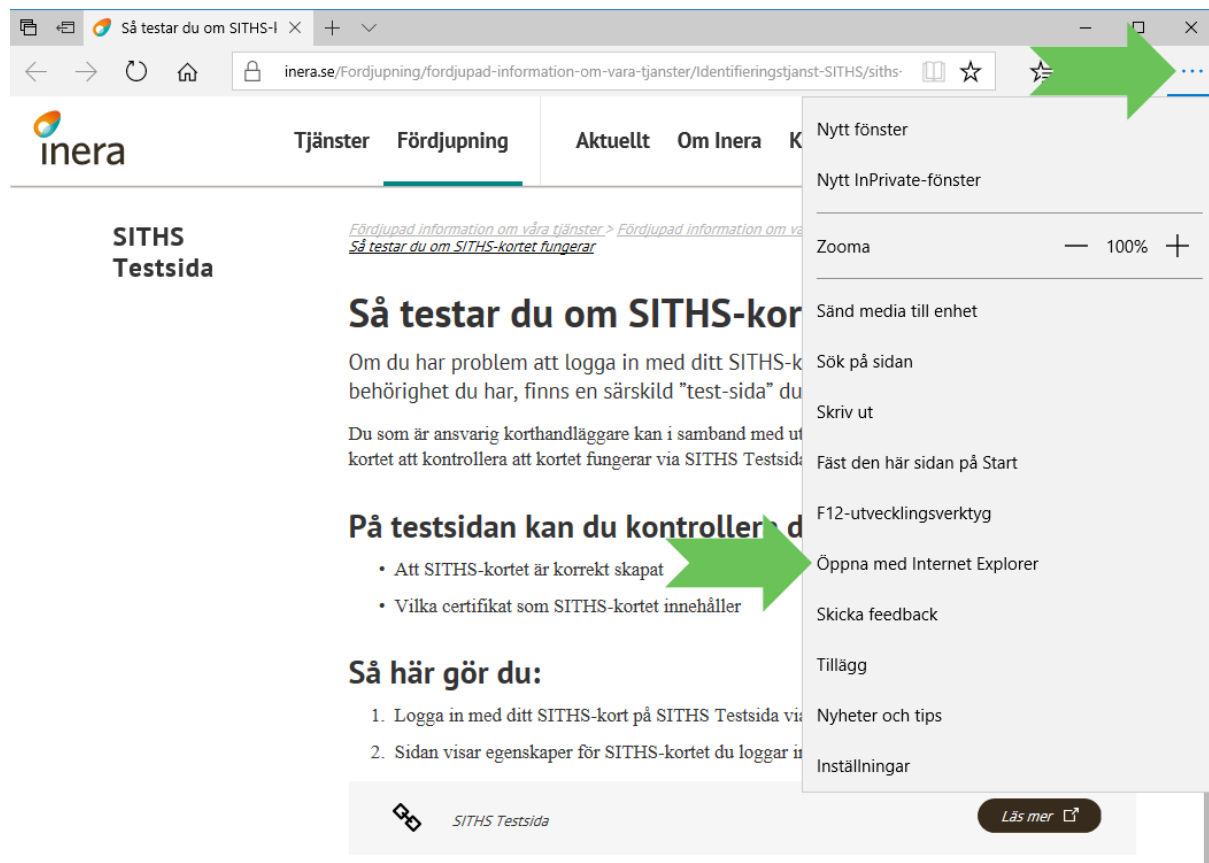 Så testar du om SITHS-k
inera.se/Fordjupning/fordjupad-information-om-vara-tjanster/Identifieringstjanst-SITHS/siths-
inera
Tjänster Fördjupning Aktuellt Om Inera K
SITHS
Testsida
Fördjupad information om våra tjänster > Fördjupad information om va
Så testar du om SITHS-kortet fungerar
Så testar du om SITHS-kor
Om du har problem att logga in med ditt SITHS-k
behörighet du har, finns en särskild ”test-sida” du
Du som är ansvarig korthandläggare kan i samband med ut
kortet att kontrollera att kortet fungerar via SITHS Testsida
På testsidan kan du kontrollera d
• Att SITHS-kortet är korrekt skapat
• Vilka certifikat som SITHS-kortet innehåller
Så här gör du:
1. Logga in med ditt SITHS-kort på SITHS Testsida via
2. Sidan visar egenskaper för SITHS-kortet du loggar in
SITHS Testsida
Läs mer
Nytt fönster
Nytt InPrivate-fönster
Zooma 100%
Sänd media till enhet
Sök på sidan
Skriv ut
Fäst den här sidan på Start
F12-utvecklingsverktyg
Öppna med Internet Explorer
Skicka feedback
Tillägg
Nyheter och tips
Inställningar